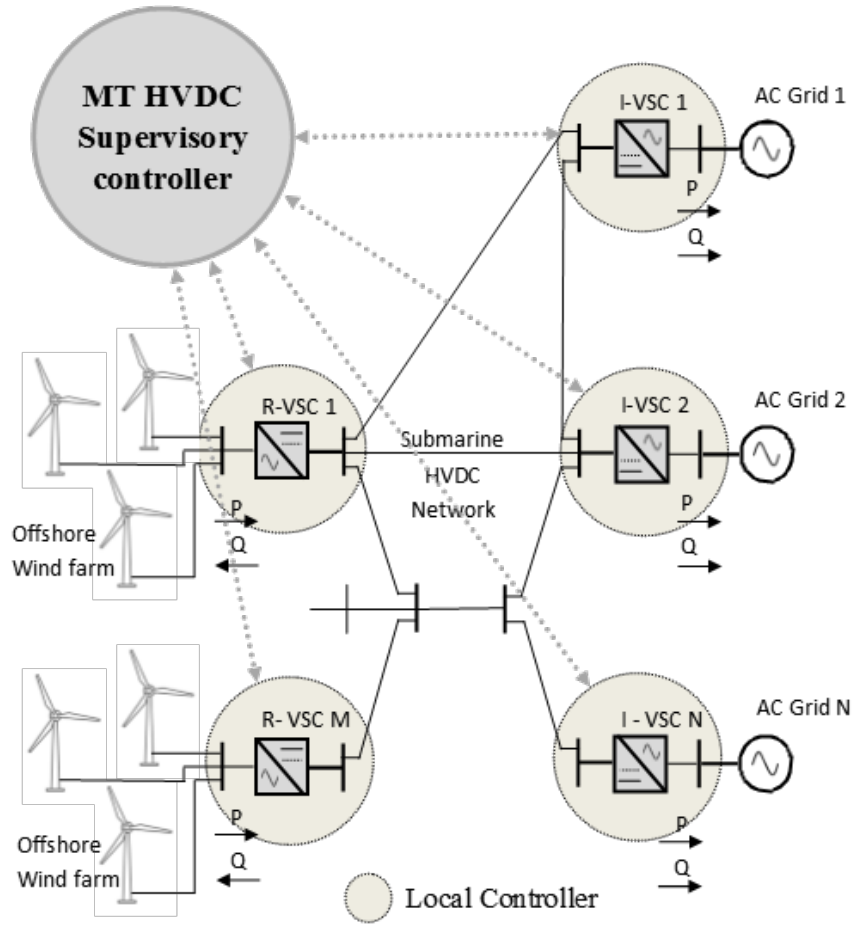 MT HVDC
Supervisory
controller
I-VSC 1
AC Grid 1
P
Q
R-VSC 1
I-VSC 2
AC Grid 2
Submarine
HVDC
Network
P
Q
P
Q
Offshore
Wind farm
R- VSC M
I - VSC N
AC Grid N
P
Q
P
Q
Offshore
Wind farm
Local Controller